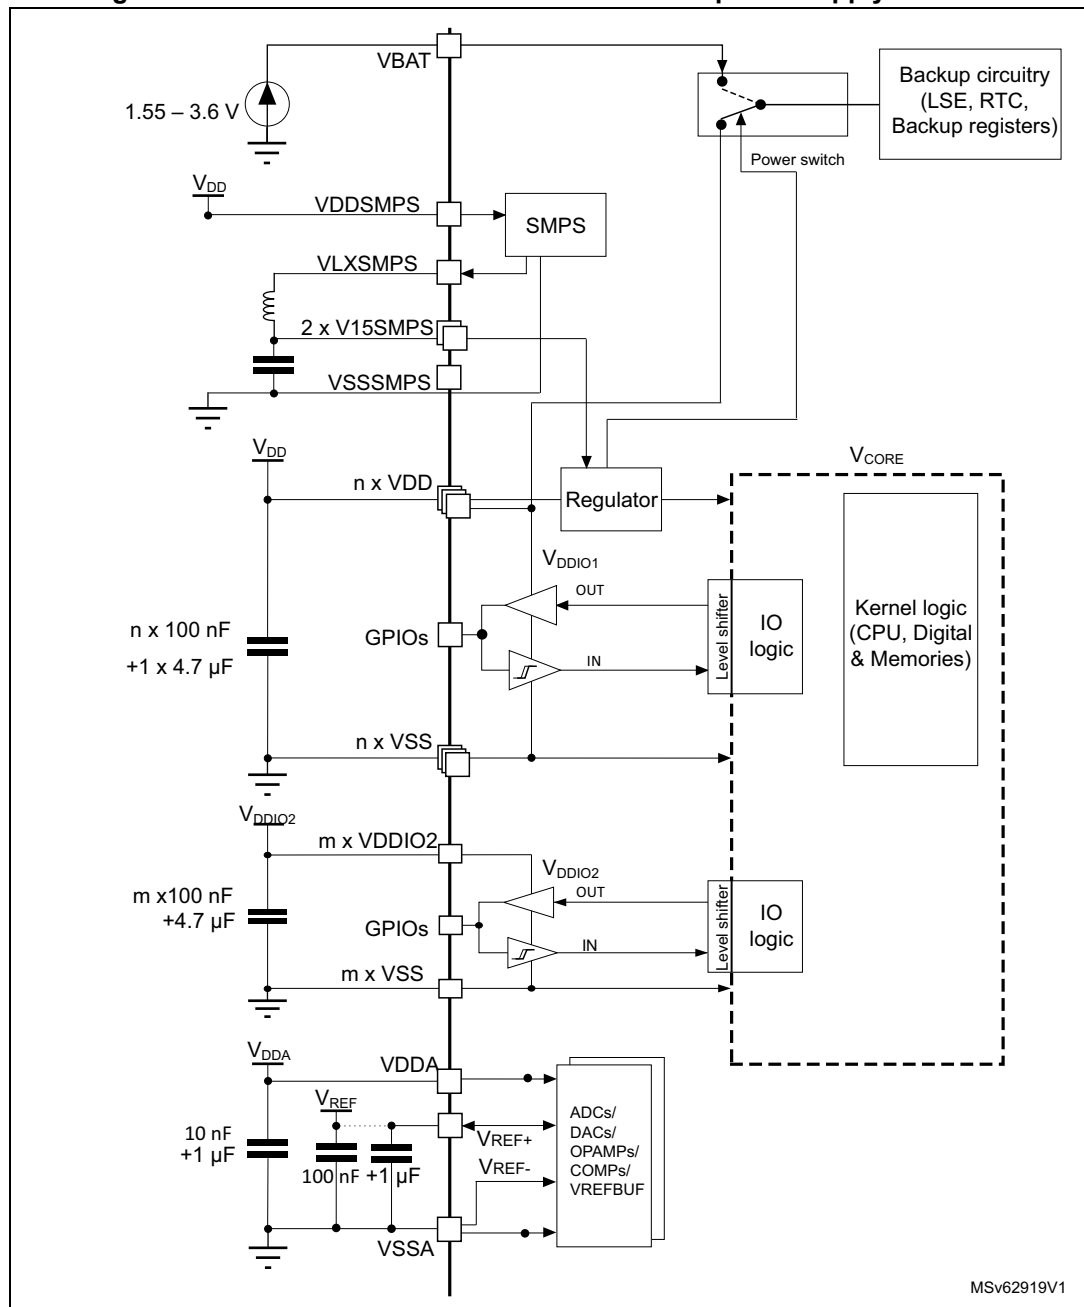 VBAT
1.55 – 3.6 V
Backup circuitry
(LSE, RTC,
Backup registers)
Power switch
VDD
VDDSMPS
SMPS
VLXSMPS
2 x V15SMPS
VSSSMPS
VDD
n x VDD
Regulator
VCORE
VDDIO1
OUT
GPIOs
IN
Level shifter
IO
logic
Kernel logic
(CPU, Digital
& Memories)
n x 100 nF
+1 x 4.7 µF
n x VSS
VDDIO2
m x VDDIO2
VDDIO2
OUT
m x100 nF
+4.7 µF
GPIOs
IN
Level shifter
IO
logic
m x VSS
VDDA
VDDA
VREF
10 nF
+1 µF
100 nF
+1 µF
VREF+
VREF-
ADCs/
DACs/
OPAMPs/
COMPs/
VREFBUF
VSSA
MSv62919V1